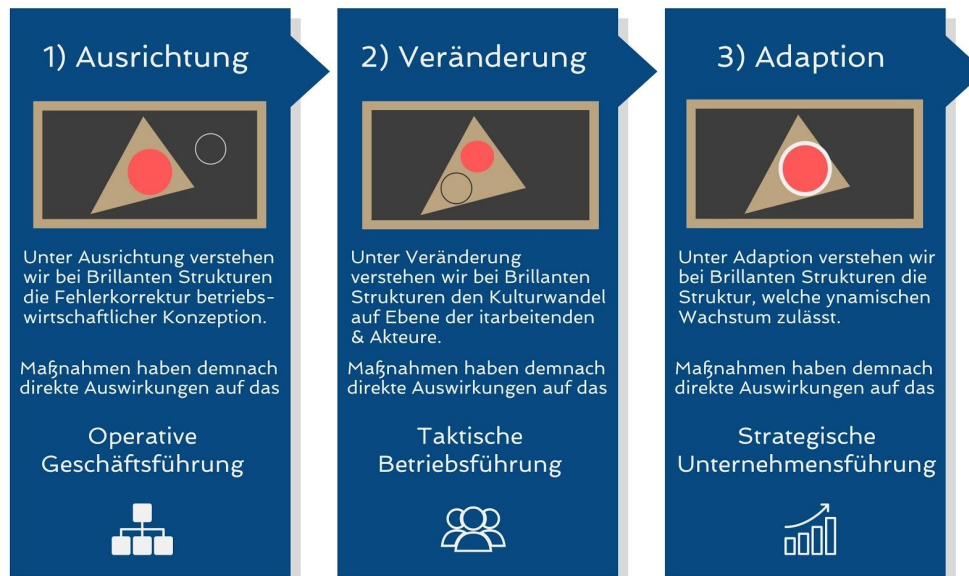 1) Ausrichtung
Unter Ausrichtung verstehen
wir bei Brillanten Strukturen
die Fehlerkorrektur betriebs-
wirtschaftlicher Konzeption.
Maßnahmen haben demnach
direkte Auswirkungen auf das
Operative
Geschäftsführung
2) Veränderung
Unter Veränderung
verstehen wir bei Brillanten
Strukturen den Kulturwandel
auf Ebene der itarbeitenden
& Akteure.
Maßnahmen haben demnach
direkte Auswirkungen auf das
Taktische
Betriebsführung
3) Adaption
Unter Adaption verstehen wir
bei Brillanten Strukturen die
Struktur, welche ynamischen
Wachstum zulässt.
Maßnahmen haben demnach
direkte Auswirkungen auf das
Strategische
Unternehmensführung